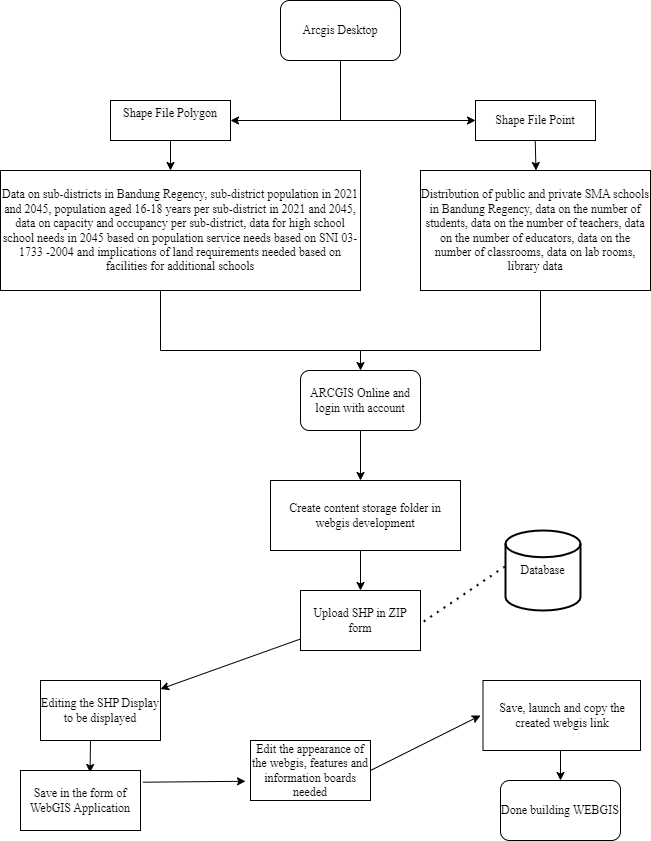 Arcgis Desktop
Shape File Polygon
Shape File Point
Data on sub-districts in Bandung Regency, sub-district population in 2021
and 2045, population aged 16-18 years per sub-district in 2021 and 2045,
data on capacity and occupancy per sub-district, data for high school
school needs in 2045 based on population service needs based on SNI 03-
1733 -2004 and implications of land requirements needed based on
facilities for additional schools
Distribution of public and private SMA schools
in Bandung Regency, data on the number of
students, data on the number of teachers, data
on the number of educators, data on the
number of classrooms, data on lab rooms,
library data
ARCGIS Online and
login with account
Create content storage folder in
webgis development
Database
Upload SHP in ZIP
form
Editing the SHP Display
to be displayed
Save in the form of
WebGIS Application
Edit the appearance of
the webgis, features and
information boards
needed
Save, launch and copy the
created webgis link
Done building WEBGIS